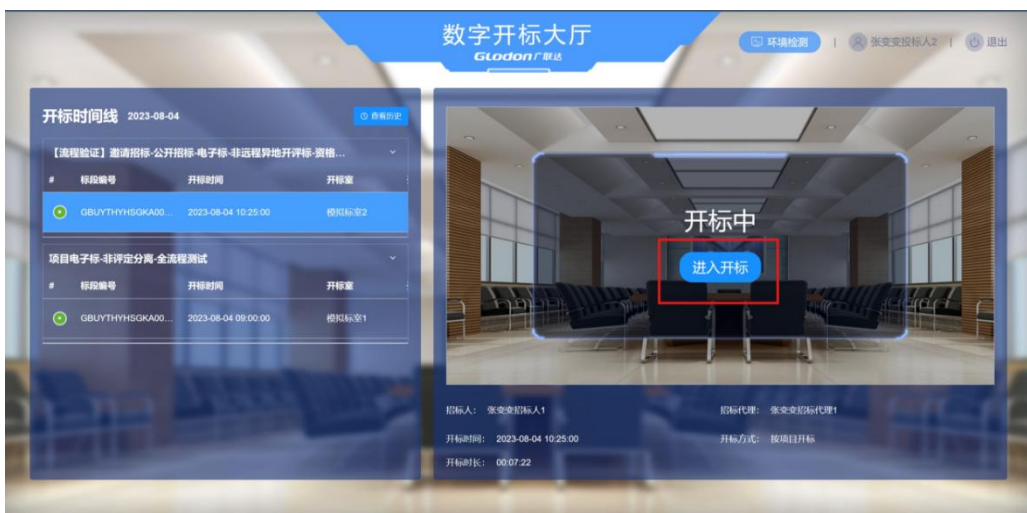 数字开标大厅
GLodon广联达
环境检测 | 张变变投标人2 | 退出
开标时间线 2023-08-04 查看历史
【流程验证】邀请招标-公开招标-电子标-非远程异地开评标-资格...
# 标段编号 开标时间 开标室
GBUYTHYHSGKA00... 2023-08-04 10:25:00 模拟标室2
项目电子标-非评定分离-全流程测试
# 标段编号 开标时间 开标室
GBUYTHYHSGKA00... 2023-08-04 09:00:00 模拟标室1
开标中
进入开标
招标人: 张变变招标人1 招标代理: 张变变招标代理1
开标时间: 2023-08-04 10:25:00 开标方式: 按项目开标
开标时长: 00:07:22